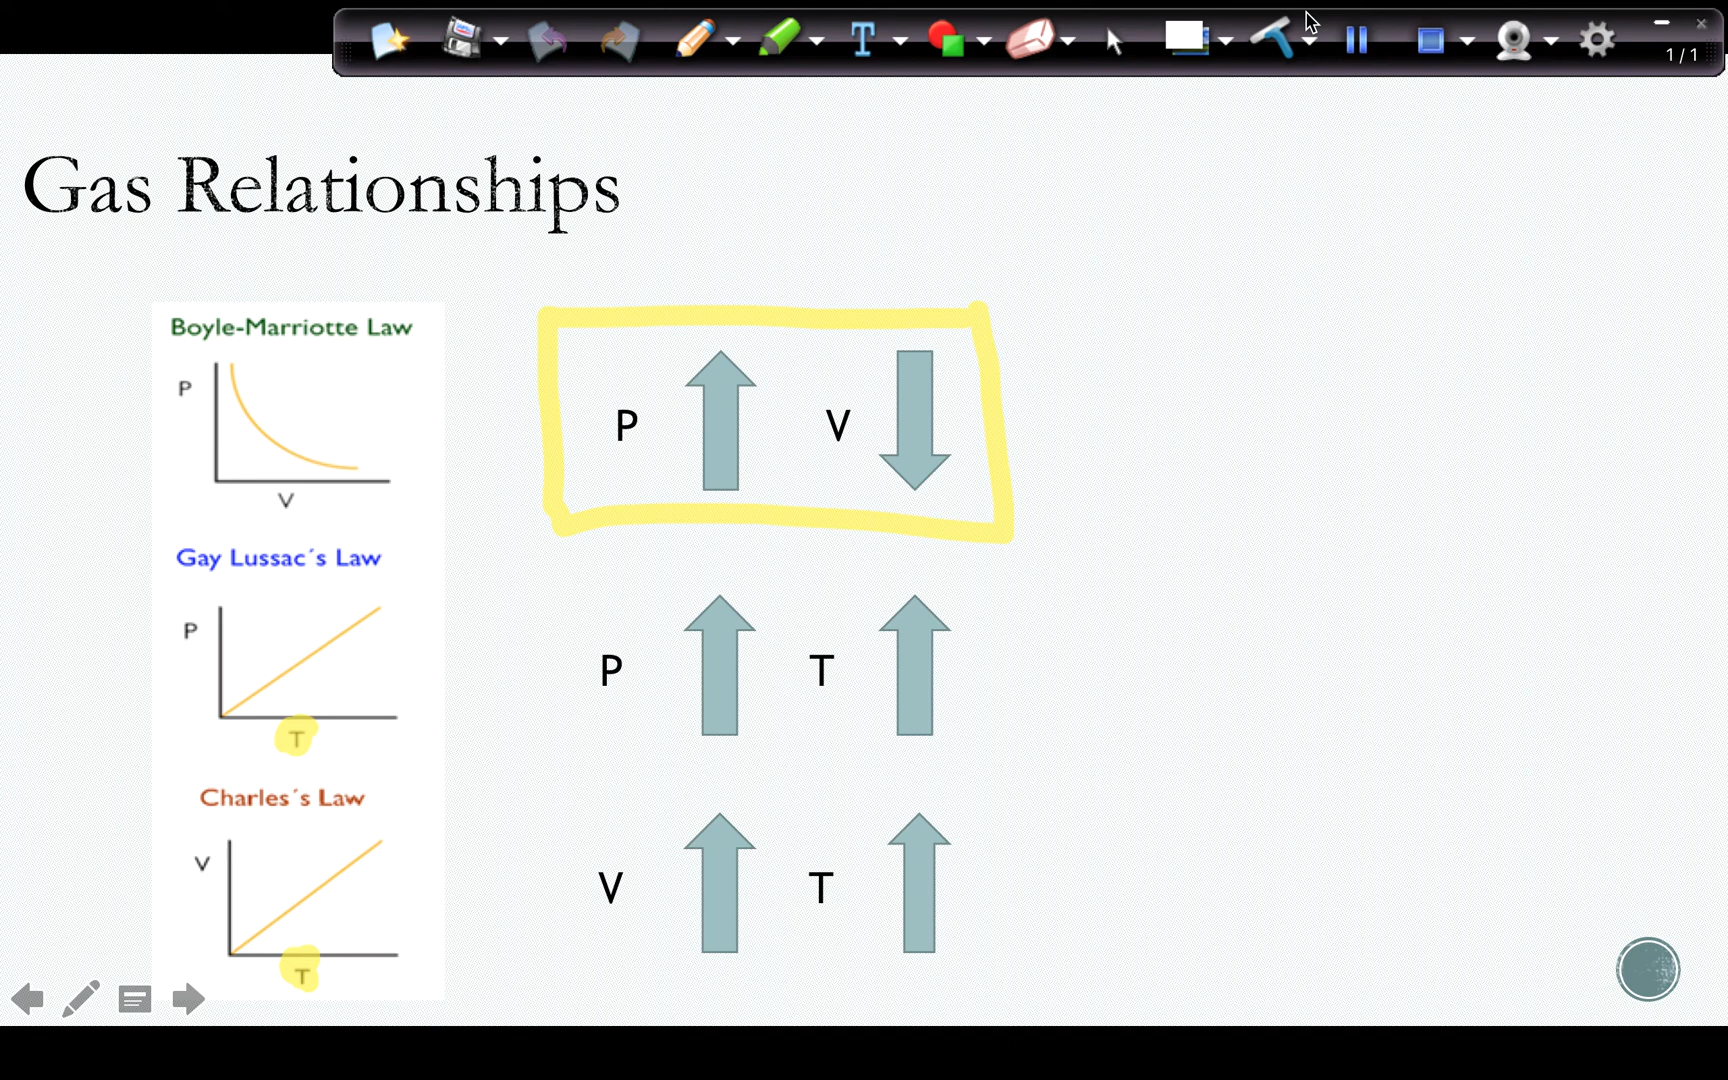 1/1
Gas Relationships
Boyle-Marriotte Law
P
V
P V
Gay Lussac´s Law
P
T
P T
Charles´s Law
V
T
V T